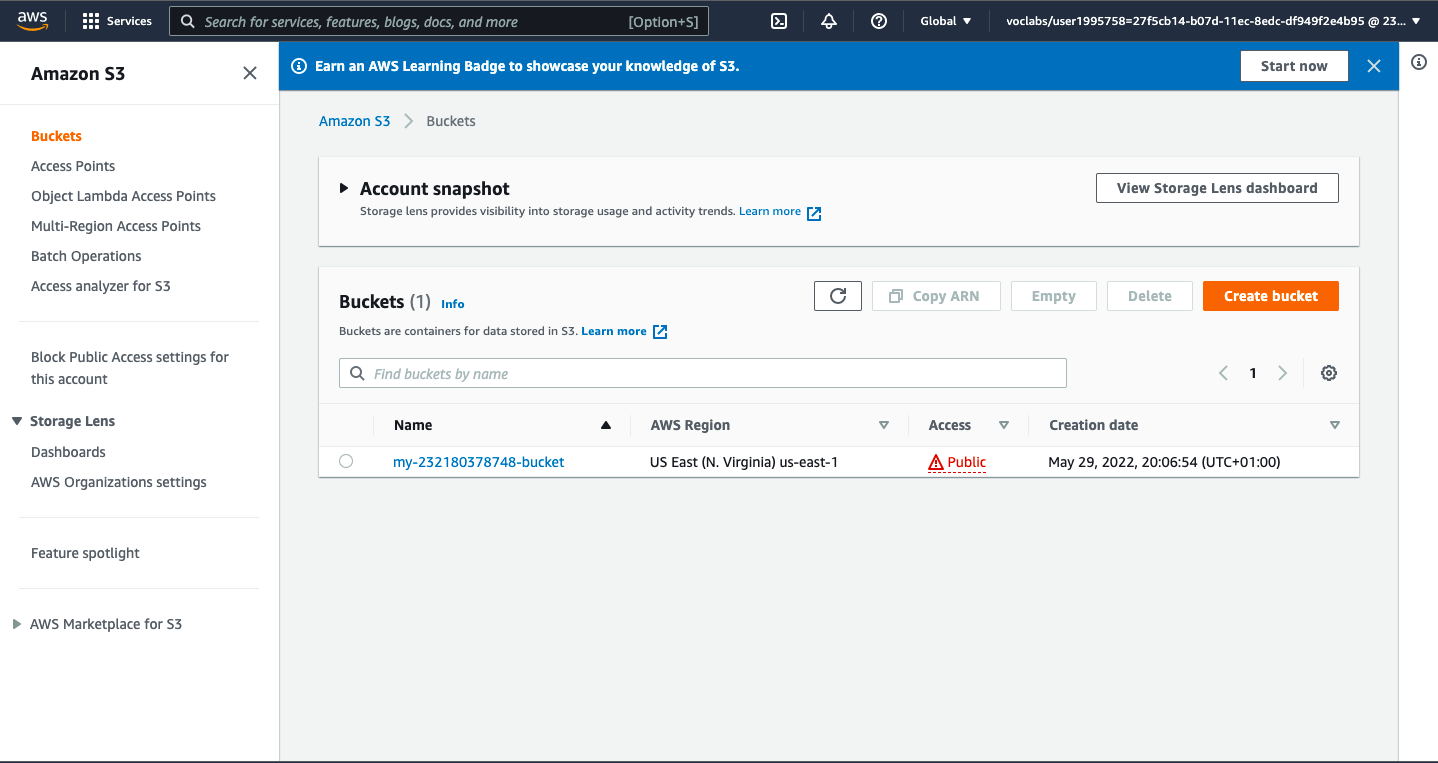 aws
Services
Search for services, features, blogs, docs, and more
[Option+S]
Global
voclabs/user1995758=27f5cb14-b07d-11ec-8edc-df949f2e4b95 @ 23...
Amazon S3
Buckets
Access Points
Object Lambda Access Points
Multi-Region Access Points
Batch Operations
Access analyzer for S3
Block Public Access settings for
this account
Storage Lens
Dashboards
AWS Organizations settings
Feature spotlight
AWS Marketplace for S3
Earn an AWS Learning Badge to showcase your knowledge of S3.
Start now
Amazon S3 Buckets
Account snapshot
Storage lens provides visibility into storage usage and activity trends. Learn more
View Storage Lens dashboard
Buckets (1) Info
Buckets are containers for data stored in S3. Learn more
Copy ARN
Empty
Delete
Create bucket
Find buckets by name
1
Name AWS Region Access Creation date
my-232180378748-bucket US East (N. Virginia) us-east-1 Public May 29, 2022, 20:06:54 (UTC+01:00)